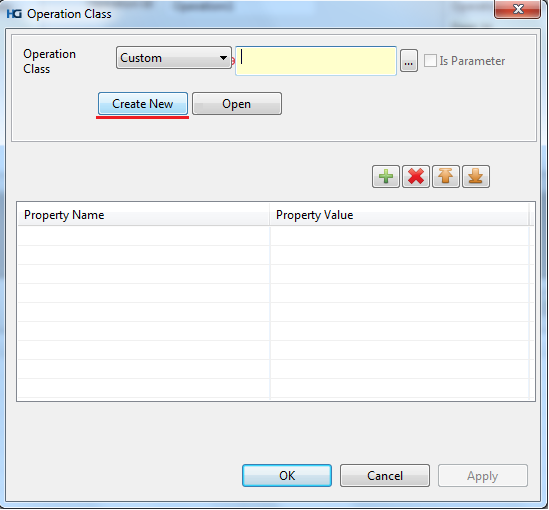 HG Operation Class
Operation Class
Custom
...
Is Parameter
Create New
Open
Property Name
Property Value
OK
Cancel
Apply